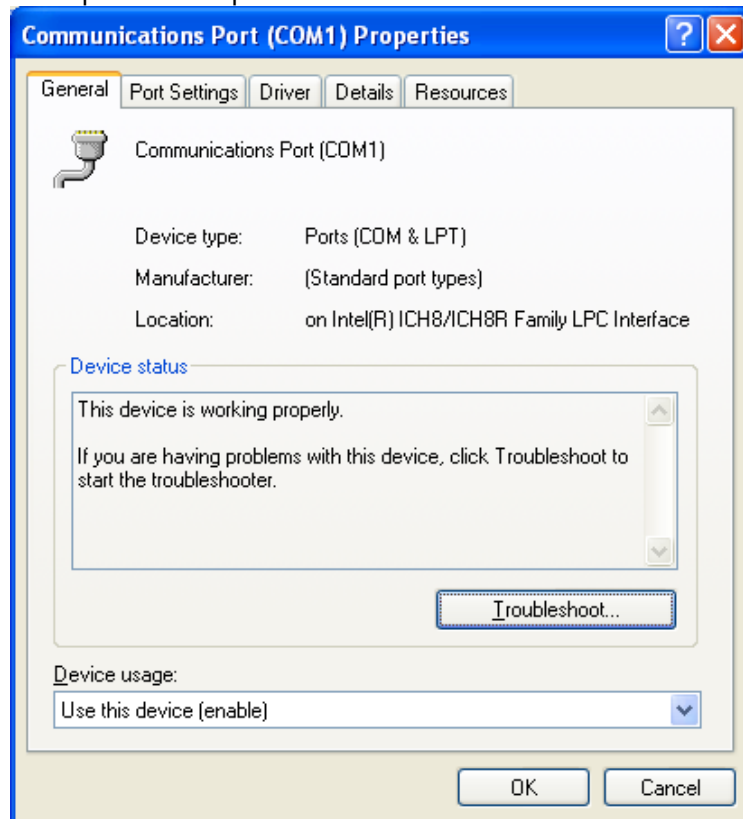 Communications Port (COM1) Properties
General Port Settings Driver Details Resources
Communications Port (COM1)
Device type: Ports (COM & LPT)
Manufacturer: (Standard port types)
Location: on Intel(R) ICH8/ICH8R Family LPC Interface
Device status
This device is working properly.
If you are having problems with this device, click Troubleshoot to
start the troubleshooter.
Troubleshoot...
Device usage:
Use this device (enable)
OK Cancel